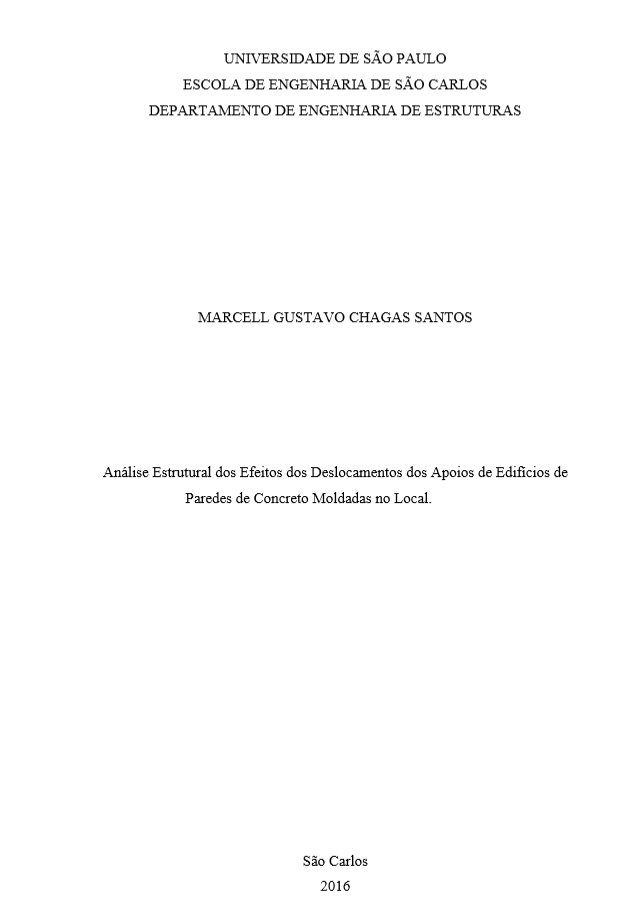 UNIVERSIDADE DE SÃO PAULO
ESCOLA DE ENGENHARIA DE SÃO CARLOS
DEPARTAMENTO DE ENGENHARIA DE ESTRUTURAS
MARCELL GUSTAVO CHAGAS SANTOS
Análise Estrutural dos Efeitos dos Deslocamentos dos Apoios de Edifícios de
Paredes de Concreto Moldadas no Local.
São Carlos
2016